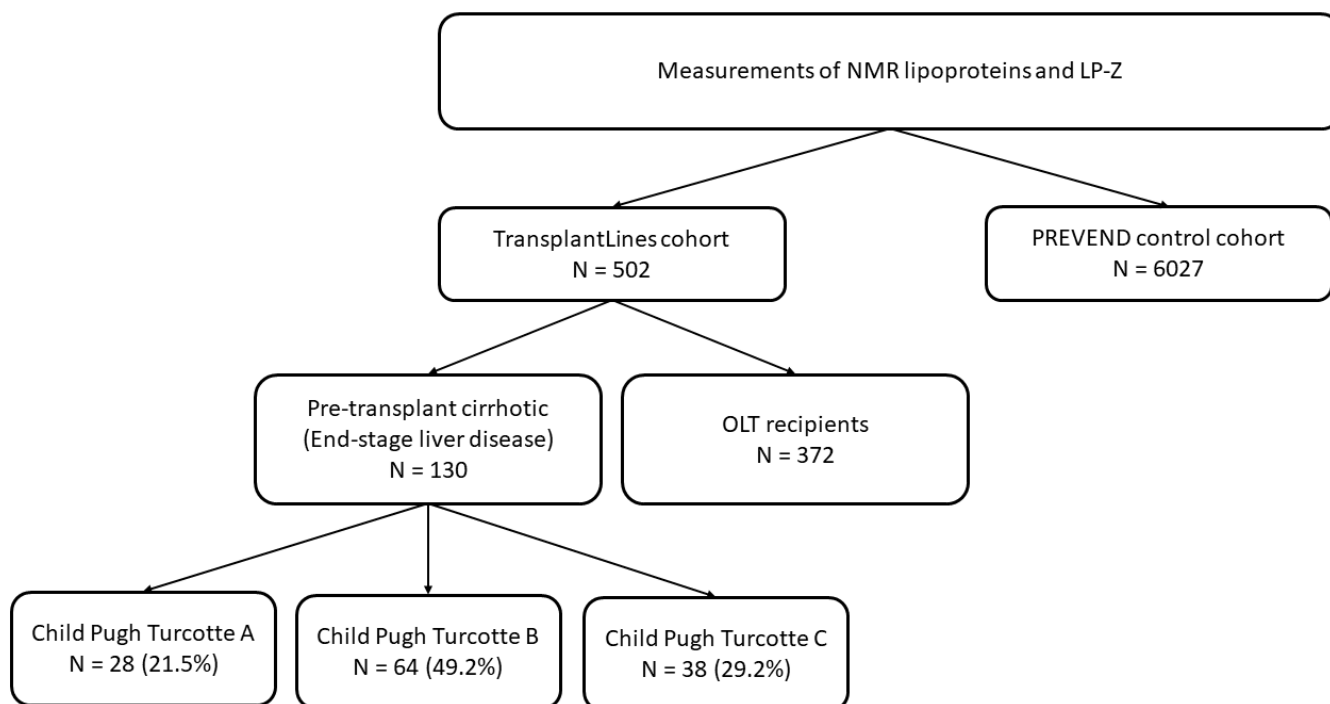 Measurements of NMR lipoproteins and LP-Z
TransplantLines cohort
N = 502
PREVEND control cohort
N = 6027
Pre-transplant cirrhotic
(End-stage liver disease)
N = 130
OLT recipients
N = 372
Child Pugh Turcotte A
N = 28 (21.5%)
Child Pugh Turcotte B
N = 64 (49.2%)
Child Pugh Turcotte C
N = 38 (29.2%)